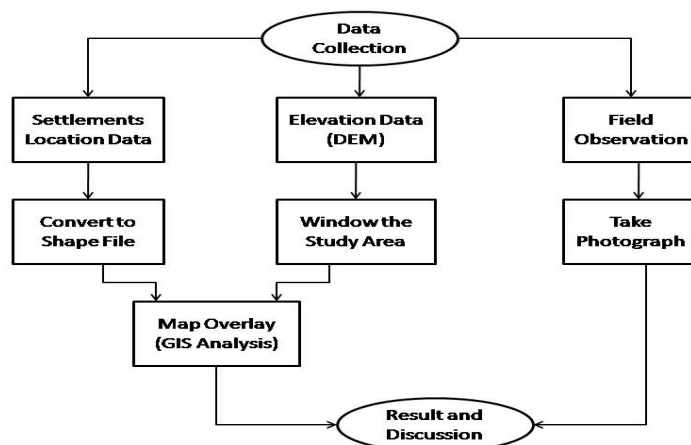 Data
Collection
Settlements
Location Data
Elevation Data
(DEM)
Field
Observation
Convert to
Shape File
Window the
Study Area
Take
Photograph
Map Overlay
(GIS Analysis)
Result and
Discussion